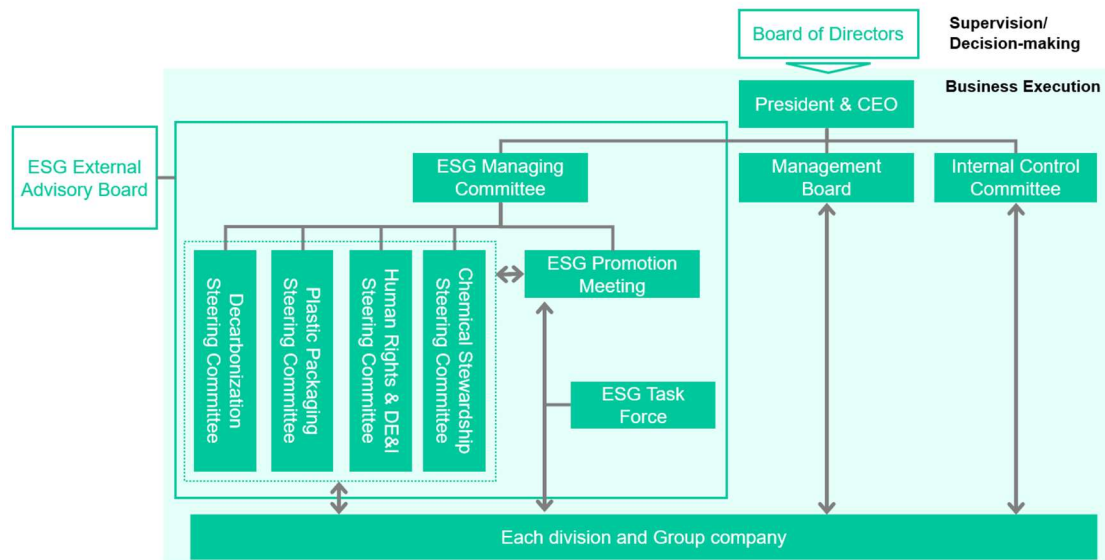 Board of Directors
Supervision/
Decision-making
Business Execution
President & CEO
ESG External
Advisory Board
ESG Managing
Committee
Management
Board
Internal Control
Committee
Decarbonization
Steering Committee
Plastic Packaging
Steering Committee
Human Rights & DE&I
Steering Committee
Chemical Stewardship
Steering Committee
ESG Promotion
Meeting
ESG Task
Force
Each division and Group company